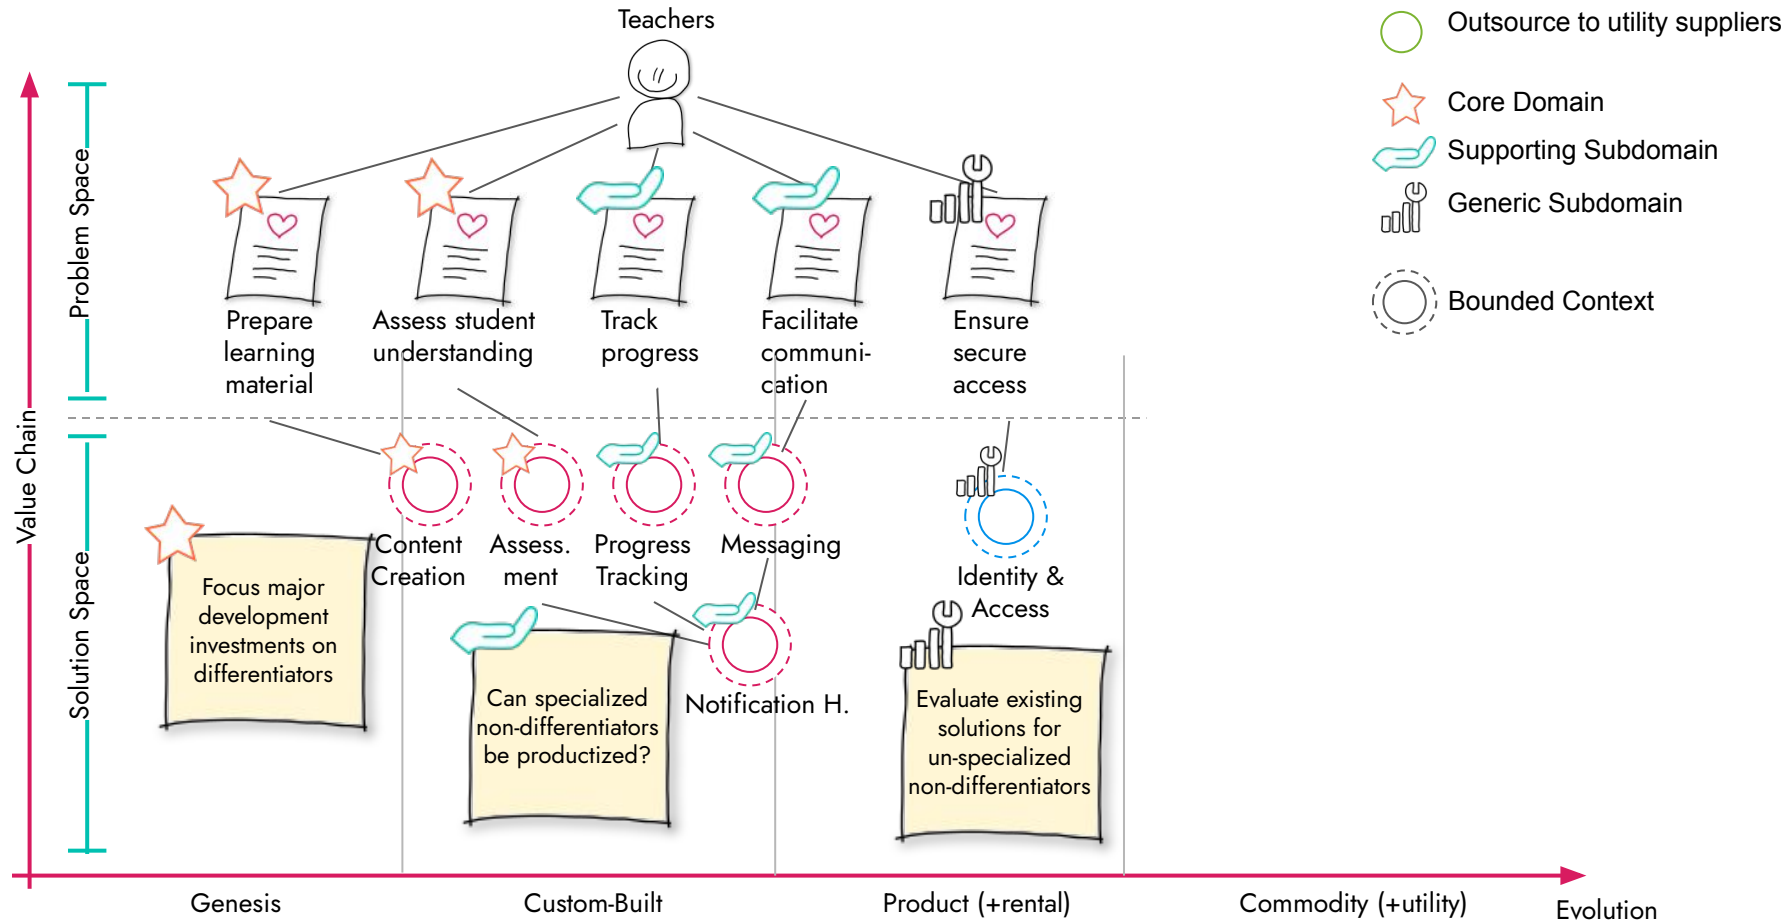 Teachers
Outsource to utility suppliers
Core Domain
Supporting Subdomain
Generic Subdomain
Bounded Context
Value Chain
Problem Space
Prepare
learning
material
Assess student
understanding
Track
progress
Facilitate
communi-
cation
Ensure
secure
access
Solution Space
Content
Creation
Assess.
ment
Progress
Tracking
Messaging
Identity &
Access
Notification H.
Focus major
development
investments on
differentiators
Can specialized
non-differentiators
be productized?
Evaluate existing
solutions for
un-specialized
non-differentiators
Genesis
Custom-Built
Product (+rental)
Commodity (+utility)
Evolution